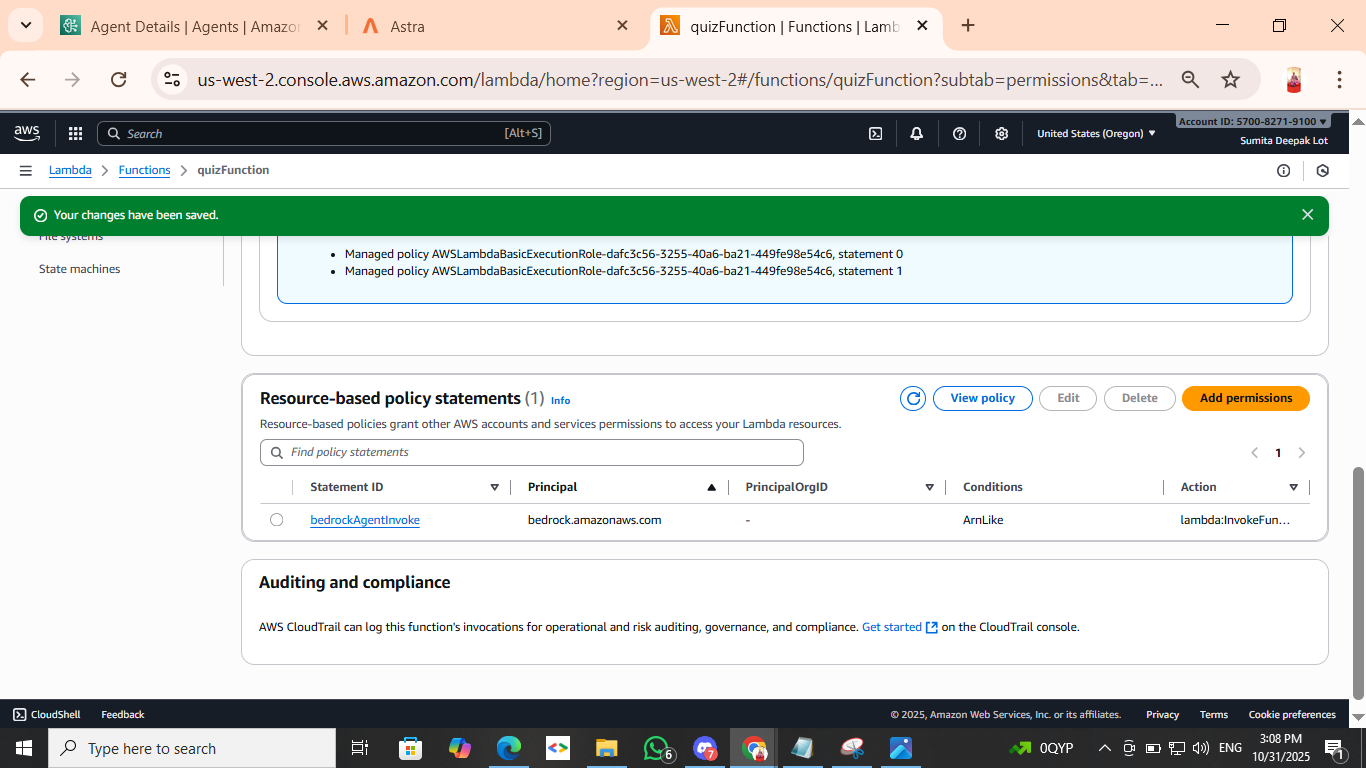 Agent Details | Agents | Amazo
Astra
quizFunction | Functions | Lamb
us-west-2.console.aws.amazon.com/lambda/home?region=us-west-2#/functions/quizFunction?subtab=permissions&tab=...
aws
Search
[Alt+S]
United States (Oregon)
Account ID: 5700-8271-9100
Sumita Deepak Lot
Lambda
Functions
quizFunction
Your changes have been saved.
File systems
State machines
Managed policy AWSLambdaBasicExecutionRole-dafc3c56-3255-40a6-ba21-449fe98e54c6, statement 0
Managed policy AWSLambdaBasicExecutionRole-dafc3c56-3255-40a6-ba21-449fe98e54c6, statement 1
Resource-based policy statements (1) Info
View policy
Edit
Delete
Add permissions
Resource-based policies grant other AWS accounts and services permissions to access your Lambda resources.
Find policy statements
1
Statement ID
Principal
PrincipalOrgID
Conditions
Action
bedrockAgentInvoke
bedrock.amazonaws.com
-
ArnLike
lambda:InvokeFun...
Auditing and compliance
AWS CloudTrail can log this function's invocations for operational and risk auditing, governance, and compliance. Get started on the CloudTrail console.
CloudShell
Feedback
© 2025, Amazon Web Services, Inc. or its affiliates.
Privacy
Terms
Cookie preferences
Type here to search
6
7
0QYP
ENG
3:08 PM
10/31/2025
1